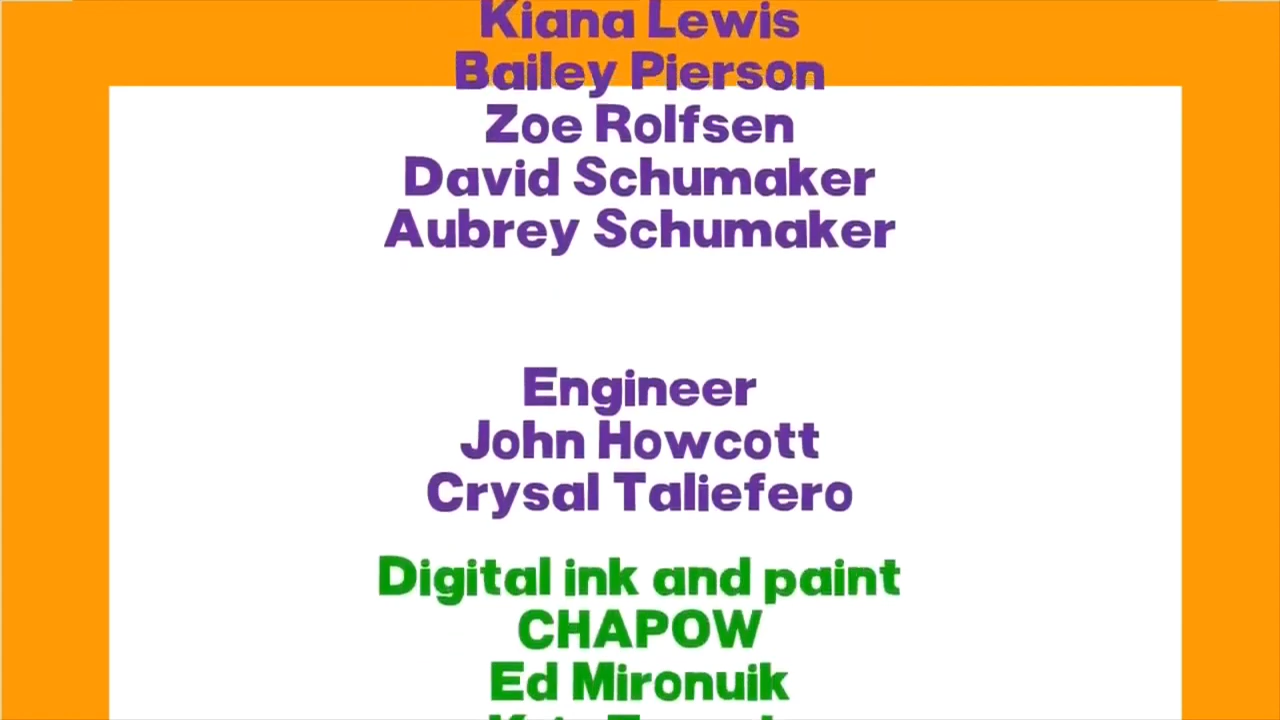 Kiana Lewis
Bailey Pierson
Zoe Rolfsen
David Schumaker
Aubrey Schumaker
Engineer
John Howcott
Crysal Taliefero
Digital ink and paint
CHAPOW
Ed Mironuik